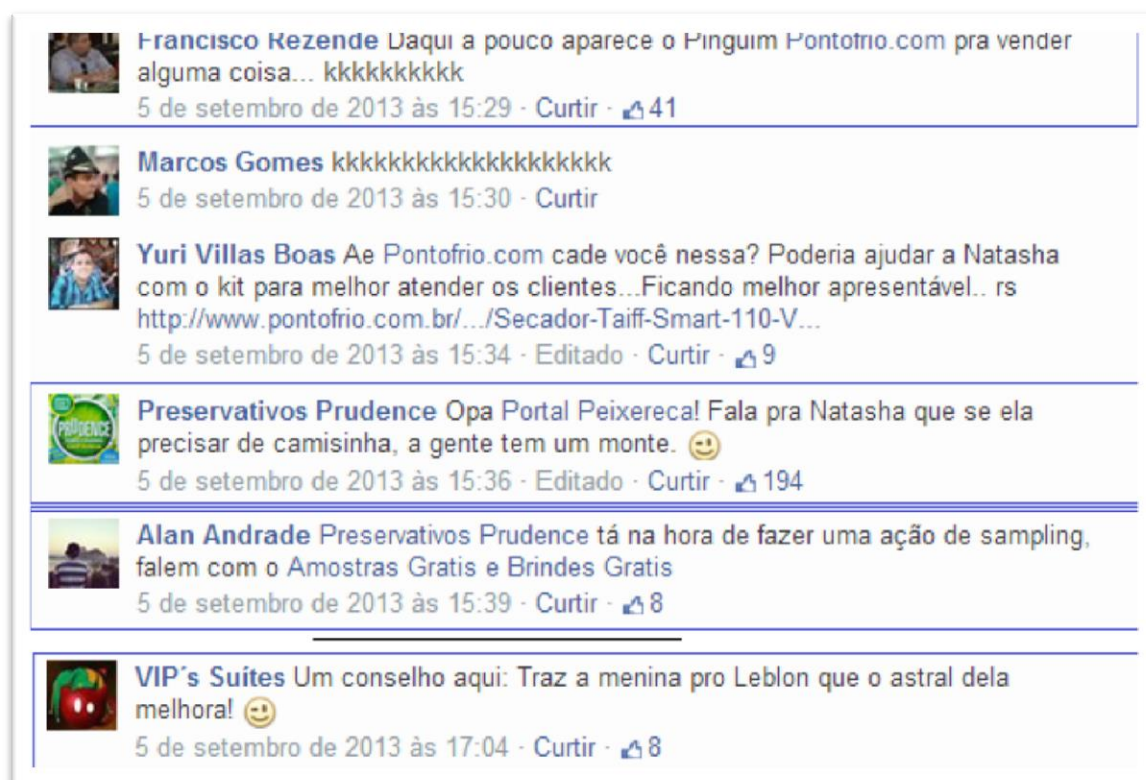 Francisco Rezende Daqui a pouco aparece o Pinguim Pontofrio.com pra vender
alguma coisa... kkkkkkkkkk
5 de setembro de 2013 às 15:29 · Curtir · 41
Marcos Gomes kkkkkkkkkkkkkkkkkkkkk
5 de setembro de 2013 às 15:30 · Curtir
Yuri Villas Boas Ae Pontofrio.com cade você nessa? Poderia ajudar a Natasha
com o kit para melhor atender os clientes...Ficando melhor apresentável.. rs
http://www.pontofrio.com.br/.../Secador-Taiff-Smart-110-V...
5 de setembro de 2013 às 15:34 · Editado · Curtir · 9
PRUDENCE
Preservativos Prudence Opa Portal Peixereca! Fala pra Natasha que se ela
precisar de camisinha, a gente tem um monte.
5 de setembro de 2013 às 15:36 · Editado · Curtir · 194
Alan Andrade Preservativos Prudence tá na hora de fazer uma ação de sampling,
falem com o Amostras Gratis e Brindes Gratis
5 de setembro de 2013 às 15:39 · Curtir · 8
VIP´s Suítes Um conselho aqui: Traz a menina pro Leblon que o astral dela
melhora!
5 de setembro de 2013 às 17:04 · Curtir · 8